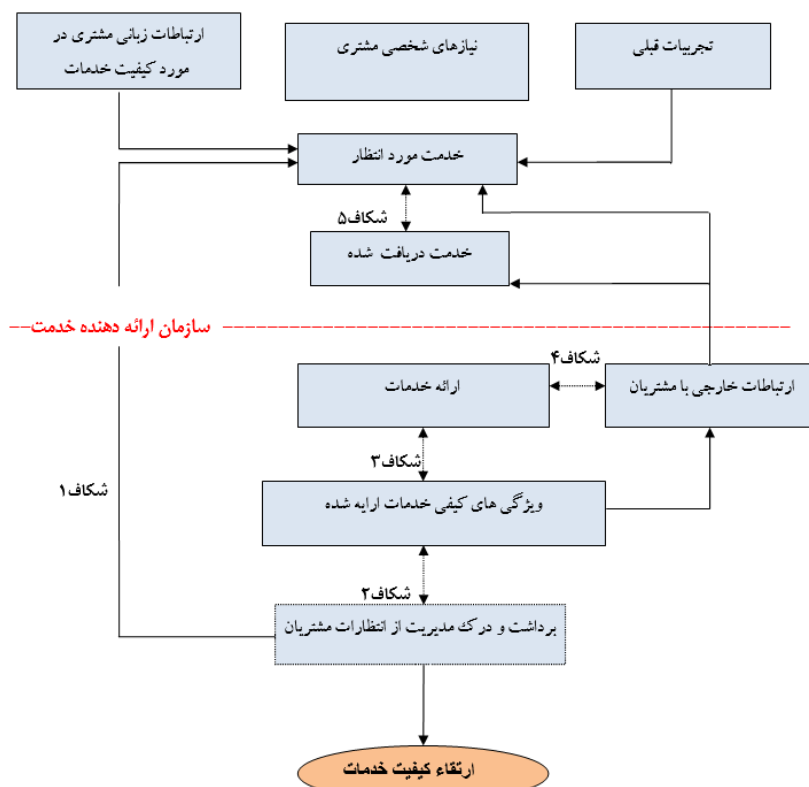 تجربیات قبلی
نیازهای شخصی مشتری
ارتباطات زبانی مشتری در
مورد کیفیت خدمات
خدمت مورد انتظار
شکاف۵
خدمت دریافت شده
سازمان ارائه دهنده خدمت
شکاف۴
ارتباطات خارجی با مشتریان
ارائه خدمات
شکاف۳
شکاف۱
ویژگی های کیفی خدمات ارایه شده
شکاف۲
برداشت و درک مدیریت از انتظارات مشتریان
ارتقاء کیفیت خدمات